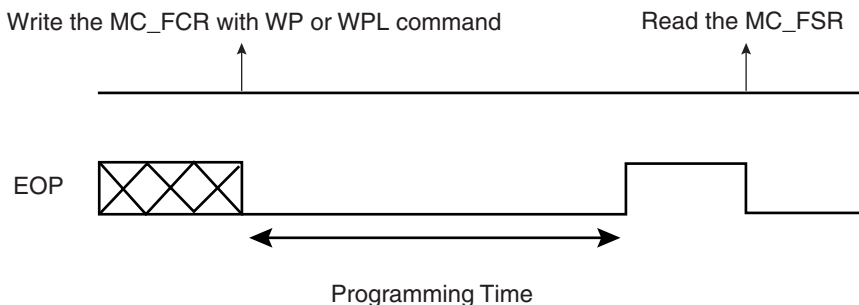 Write the MC_FCR with WP or WPL command
Read the MC_FSR
EOP
Programming Time